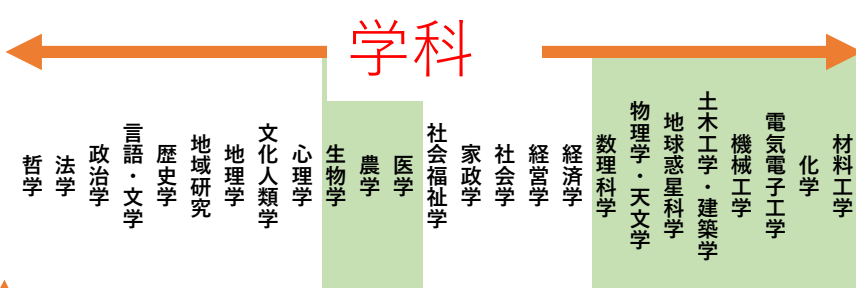 学科
哲学
法学
政治学
言語・文学
歴史学
地域研究
地理学
文化人類学
心理学
生物学
農学
医学
社会福祉学
家政学
社会学
経営学
経済学
数理科学
物理学・天文学
地球惑星科学
土木工学・建築学
機械工学
電気電子工学
化学
材料工学